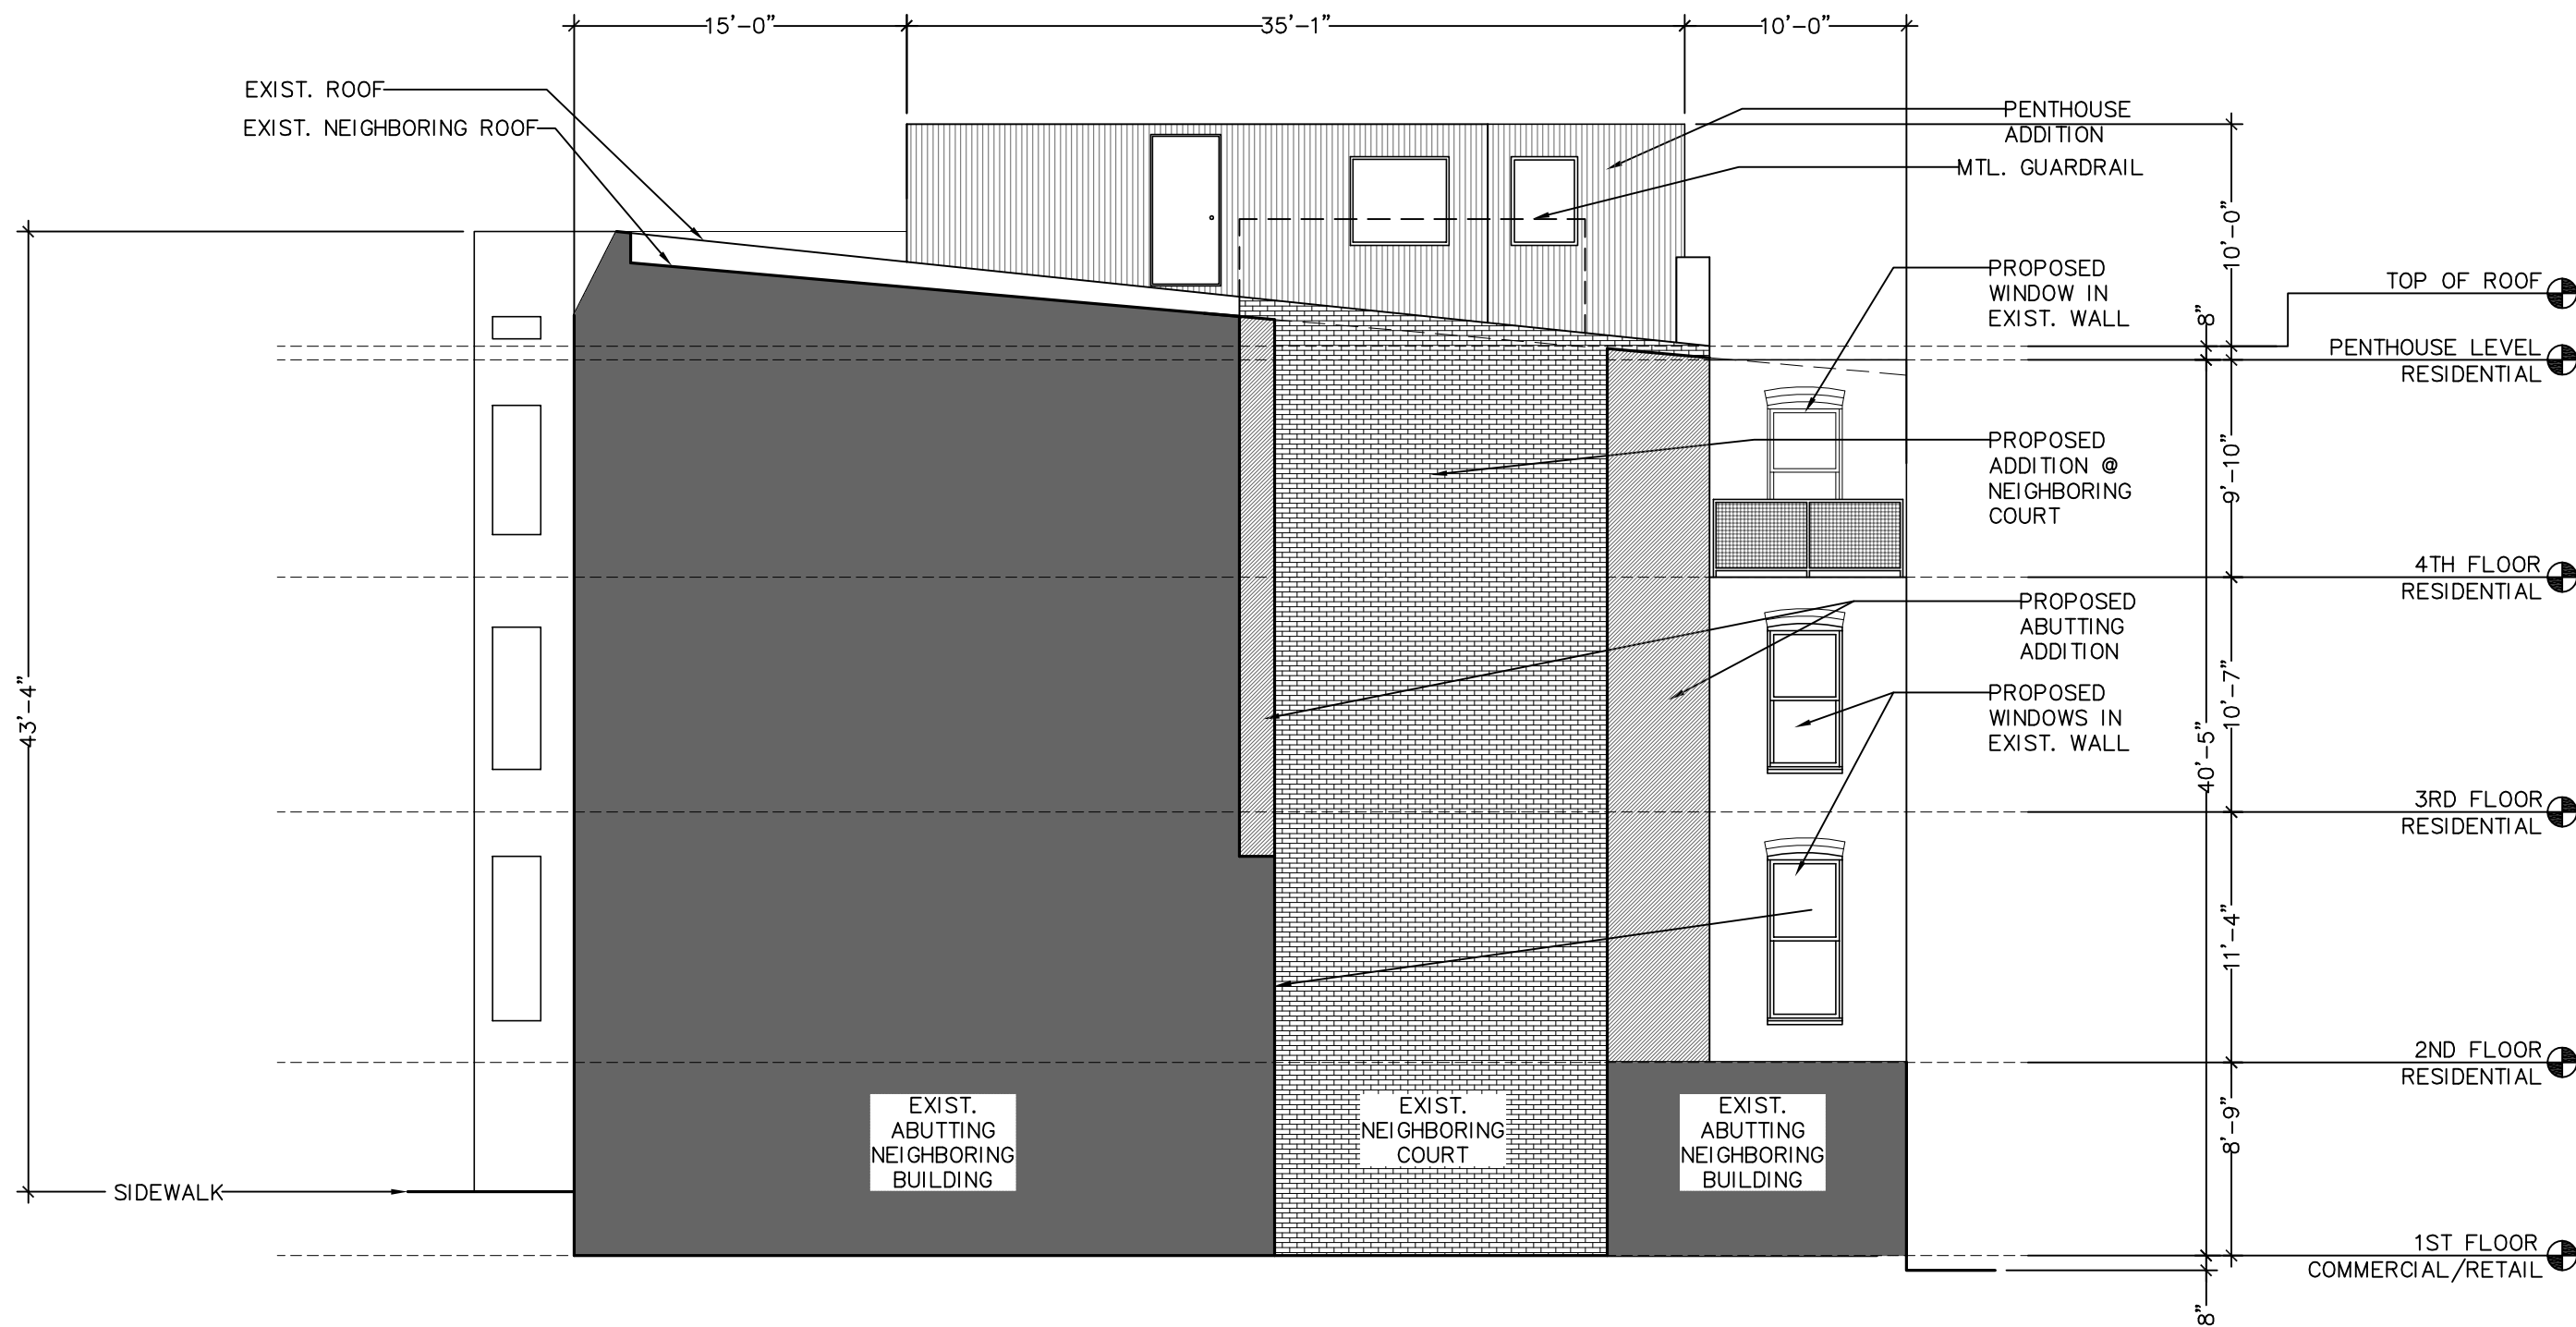 15'-0"
35'-1"
10'-0"
EXIST. ROOF
EXIST. NEIGHBORING ROOF
PENTHOUSE
ADDITION
MTL. GUARDRAIL
10'-0"
PROPOSED
WINDOW IN
EXIST. WALL
TOP OF ROOF
8"
PENTHOUSE LEVEL
RESIDENTIAL
PROPOSED
ADDITION @
NEIGHBORING
COURT
9'-10"
4TH FLOOR
RESIDENTIAL
PROPOSED
ABUTTING
ADDITION
43'-4"
PROPOSED
WINDOWS IN
EXIST. WALL
10'-7"
40'-5"
3RD FLOOR
RESIDENTIAL
11'-4"
2ND FLOOR
RESIDENTIAL
EXIST.
ABUTTING
NEIGHBORING
BUILDING
EXIST.
NEIGHBORING
COURT
EXIST.
ABUTTING
NEIGHBORING
BUILDING
8'-9"
SIDEWALK
1ST FLOOR
COMMERCIAL/RETAIL
8"